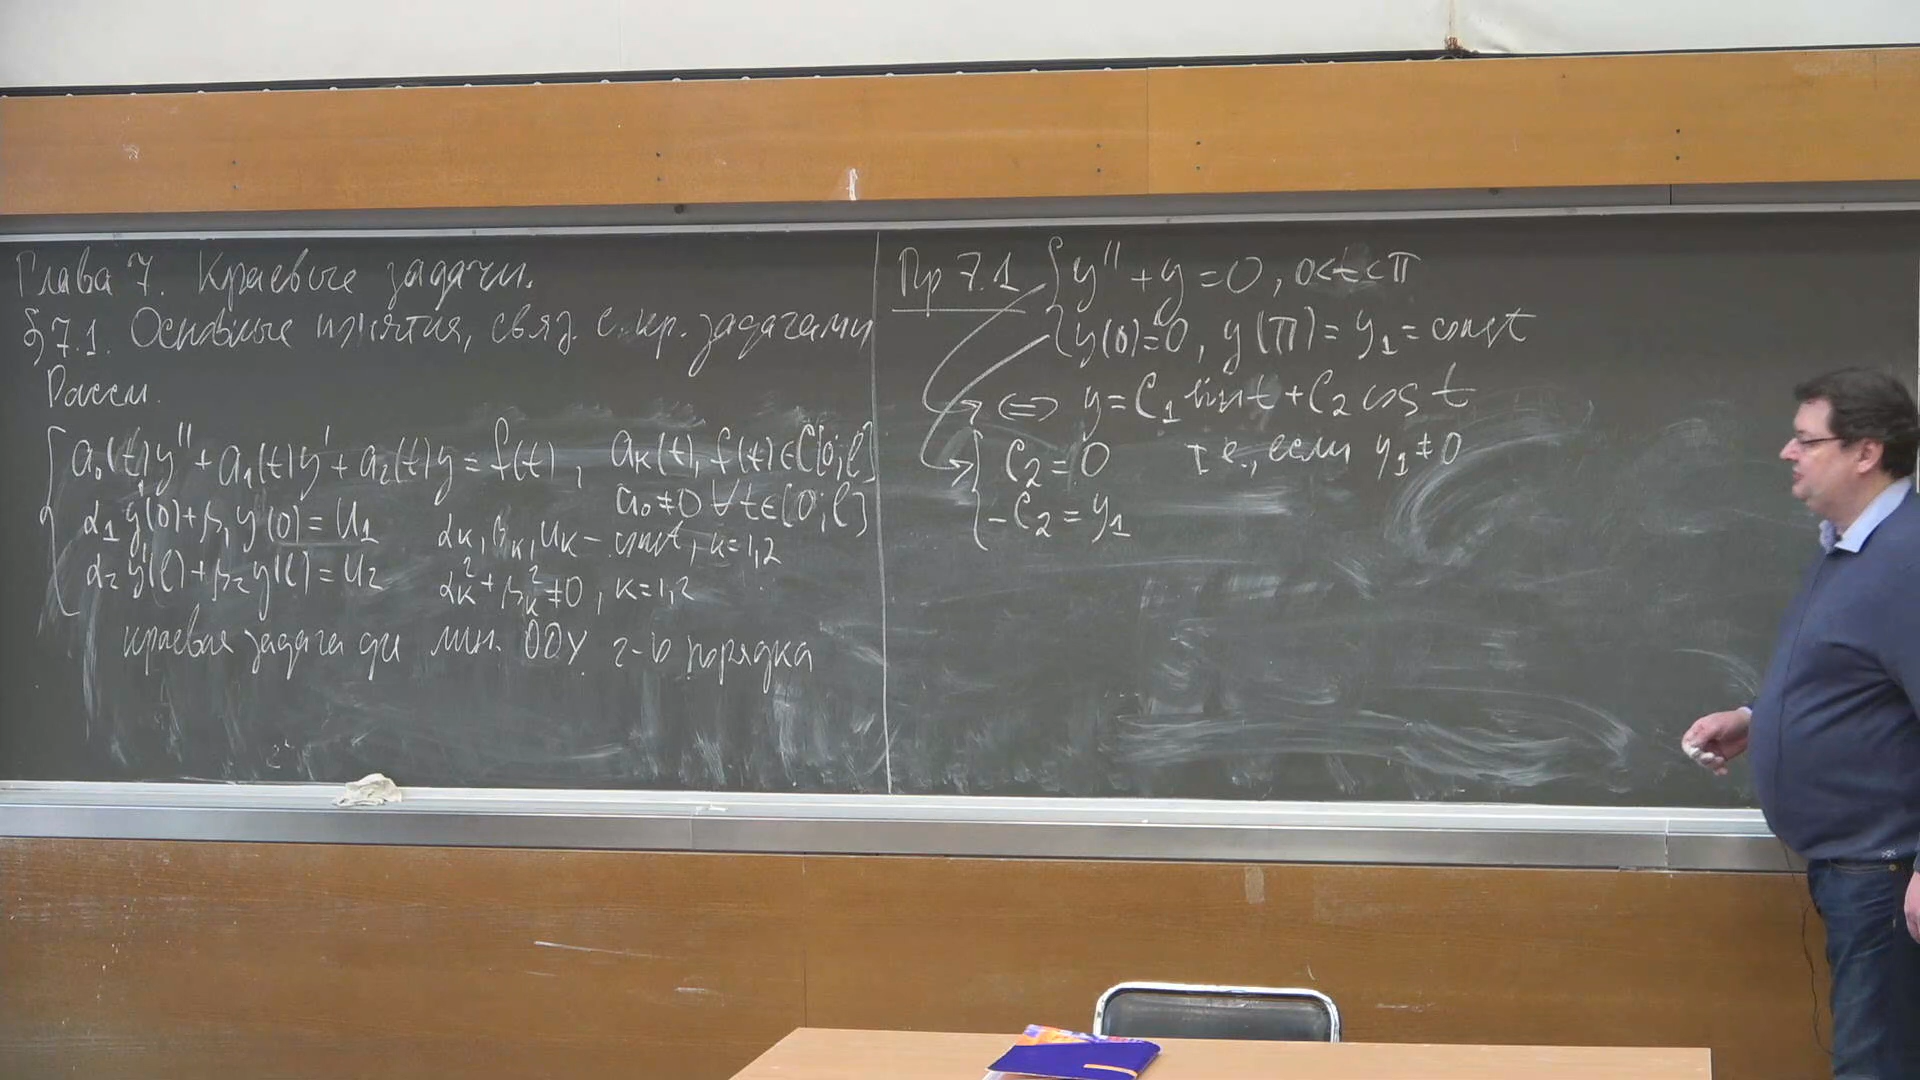 Глава 7. Краевые задачи.
§ 7.1. Основные понятия, связ. с кр. задачами
Рассм.
a₀(t)y'' + a₁(t)y' + a₂(t)y = f(t), aₖ(t), f(t) ∈ C[0;l]
a₀ ≠ 0 ∀t∈[0;l]
α₁y'(0) + β₁y(0) = u₁
αₖ, βₖ, uₖ – const, k=1,2
α₂y'(l) + β₂y(l) = u₂
αₖ² + βₖ² ≠ 0, k=1,2
краевая задача для лин. ОДУ 2-го порядка
Пр 7.1 { y'' + y = 0, 0<t<π
{ y(0)=0, y(π) = y₁ = const
⇔ y = C₁ sin t + C₂ cos t
{ C₂ = 0 т.е., если y₁ ≠ 0
{ -C₂ = y₁